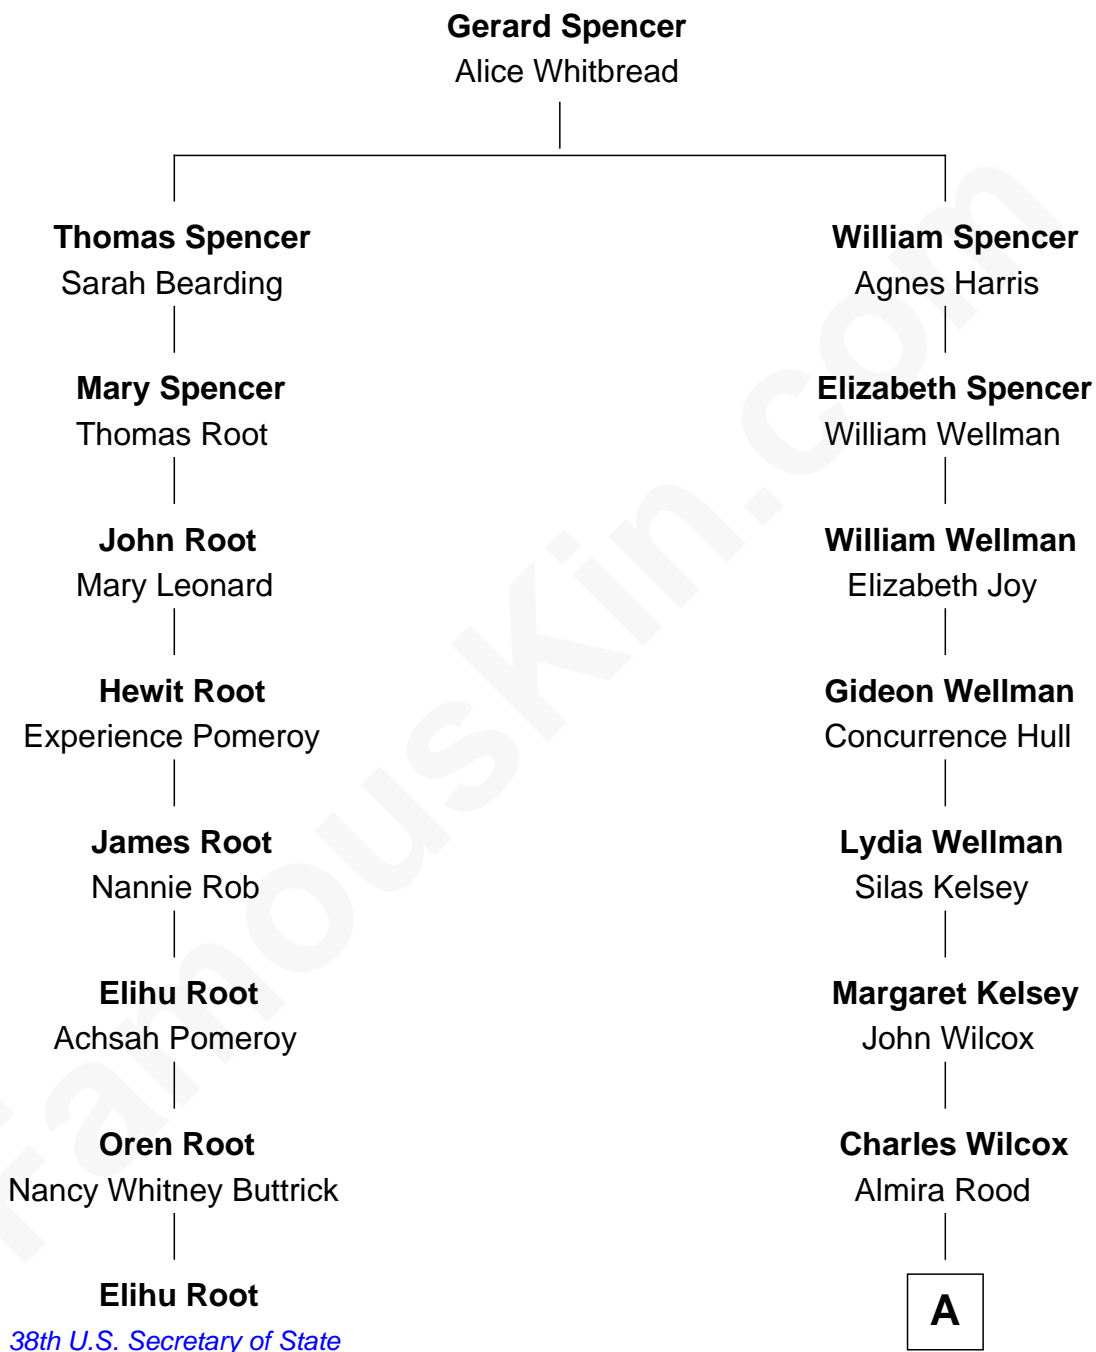 Gerard Spencer
Alice Whitbread
Thomas Spencer
Sarah Bearding
William Spencer
Agnes Harris
Mary Spencer
Thomas Root
Elizabeth Spencer
William Wellman
John Root
Mary Leonard
William Wellman
Elizabeth Joy
Hewit Root
Experience Pomeroy
Gideon Wellman
Concurrence Hull
James Root
Nannie Rob
Lydia Wellman
Silas Kelsey
Elihu Root
Achsah Pomeroy
Margaret Kelsey
John Wilcox
Oren Root
Nancy Whitney Buttrick
Charles Wilcox
Almira Rood
Elihu Root
38th U.S. Secretary of State
A
FamousKin.com